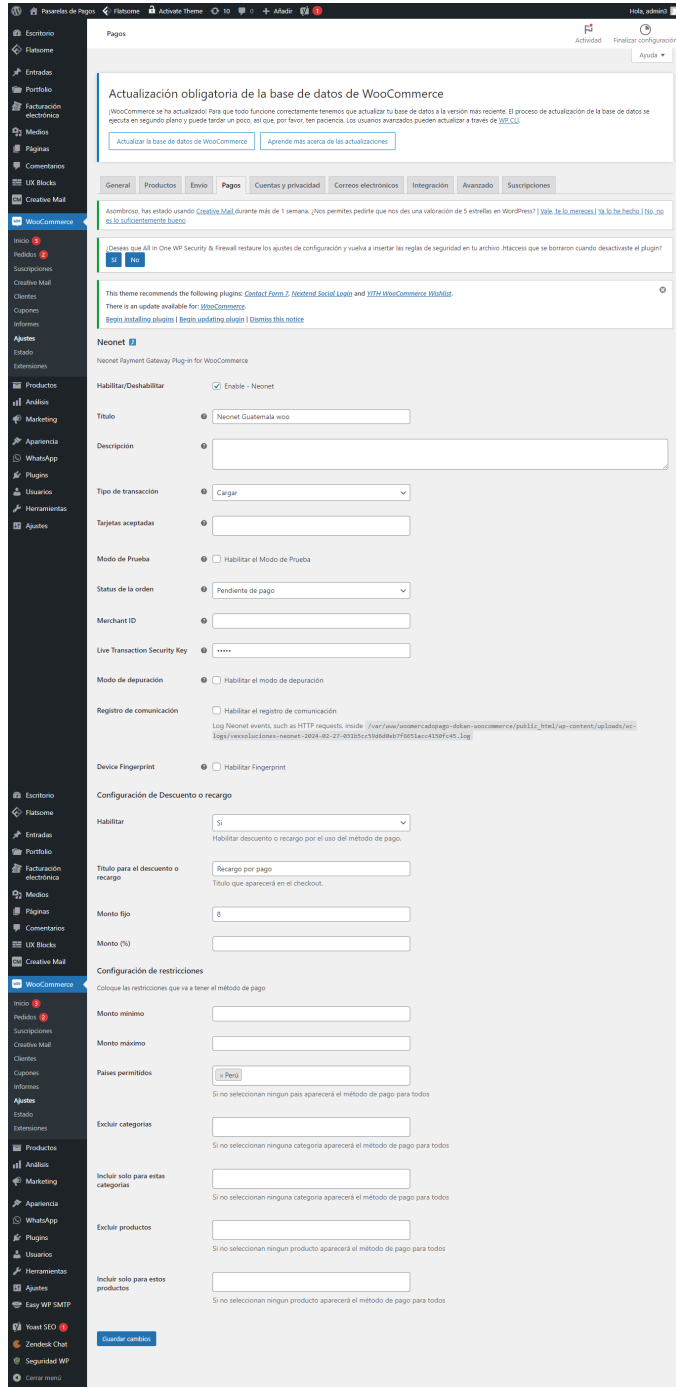 Pasarelas de Pagos Flatsome Activate Theme 10 0 Añadir 1 Hola, admin3
Escritorio
Flatsome
Entradas
Portfolio
Facturación
electrónica
Medios
Páginas
Comentarios
UX Blocks
CM Creative Mail
WooCommerce
Inicio 3
Pedidos 2
Suscripciones
Creative Mail
Clientes
Cupones
Informes
Ajustes
Estado
Extensiones
Productos
Análisis
Marketing
Apariencia
WhatsApp
Plugins
Usuarios
Herramientas
Ajustes
Pagos
Actividad Finalizar configuración
Ayuda
Actualización obligatoria de la base de datos de WooCommerce
¡WooCommerce se ha actualizado! Para que todo funcione correctamente tenemos que actualizar tu base de datos a la versión más reciente. El proceso de actualización de la base de datos se
ejecuta en segundo plano y puede tardar un poco, así que, por favor, ten paciencia. Los usuarios avanzados pueden actualizar a través de WP CLI.
Actualizar la base de datos de WooCommerce Aprende más acerca de las actualizaciones
General Productos Envío Pagos Cuentas y privacidad Correos electrónicos Integración Avanzado Suscripciones
Asombroso, has estado usando Creative Mail durante más de 1 semana. ¿Nos permites pedirte que nos des una valoración de 5 estrellas en WordPress? | Vale, te lo mereces | Ya lo he hecho | No, no
es lo suficientemente bueno
¿Deseas que All In One WP Security & Firewall restaure los ajustes de configuración y vuelva a insertar las reglas de seguridad en tu archivo .htaccess que se borraron cuando desactivaste el plugin?
Sí No
This theme recommends the following plugins: Contact Form 7, Nextend Social Login and YITH WooCommerce Wishlist.
There is an update available for: WooCommerce.
Begin installing plugins | Begin updating plugin | Dismiss this notice
Neonet
Neonet Payment Gateway Plug-in for WooCommerce
Habilitar/Deshabilitar Enable - Neonet
Título Neonet Guatemala woo
Descripción
Tipo de transacción Cargar
Tarjetas aceptadas
Modo de Prueba Habilitar el Modo de Prueba
Status de la orden Pendiente de pago
Merchant ID
Live Transaction Security Key •••••
Modo de depuración Habilitar el modo de depuración
Registro de comunicación Habilitar el registro de comunicación
Log Neonet events, such as HTTP requests, inside /var/www/woomercadopago-dokan-woocommerce/public_html/wp-content/uploads/wc-
logs/vexsoluciones-neonet-2024-02-27-031b5cc59d6d0eb7f6651acc4150fc45.log
Device Fingerprint Habilitar Fingerprint
Escritorio
Flatsome
Entradas
Portfolio
Facturación
electrónica
Medios
Páginas
Comentarios
UX Blocks
CM Creative Mail
WooCommerce
Inicio 3
Pedidos 2
Suscripciones
Creative Mail
Clientes
Cupones
Informes
Ajustes
Estado
Extensiones
Productos
Análisis
Marketing
Apariencia
WhatsApp
Plugins
Usuarios
Herramientas
Ajustes
Easy WP SMTP
Yoast SEO 1
Zendesk Chat
Seguridad WP
Cerrar menú
Configuración de Descuento o recargo
Habilitar Si
Habilitar descuento o recargo por el uso del método de pago.
Título para el descuento o
recargo Recargo por pago
Título que aparecerá en el checkout.
Monto fijo 8
Monto (%)
Configuración de restricciones
Coloque las restricciones que va a tener el método de pago
Monto mínimo
Monto máximo
Países permitidos × Perú
Si no seleccionan ningun pais aparecerá el método de pago para todos
Excluir categorias
Si no seleccionan ninguna categoria aparecerá el método de pago para todos
Incluir solo para estas
categorias
Si no seleccionan ninguna categoria aparecerá el método de pago para todos
Excluir productos
Si no seleccionan ningun producto aparecerá el método de pago para todos
Incluir solo para estos
productos
Si no seleccionan ningun producto aparecerá el método de pago para todos
Guardar cambios